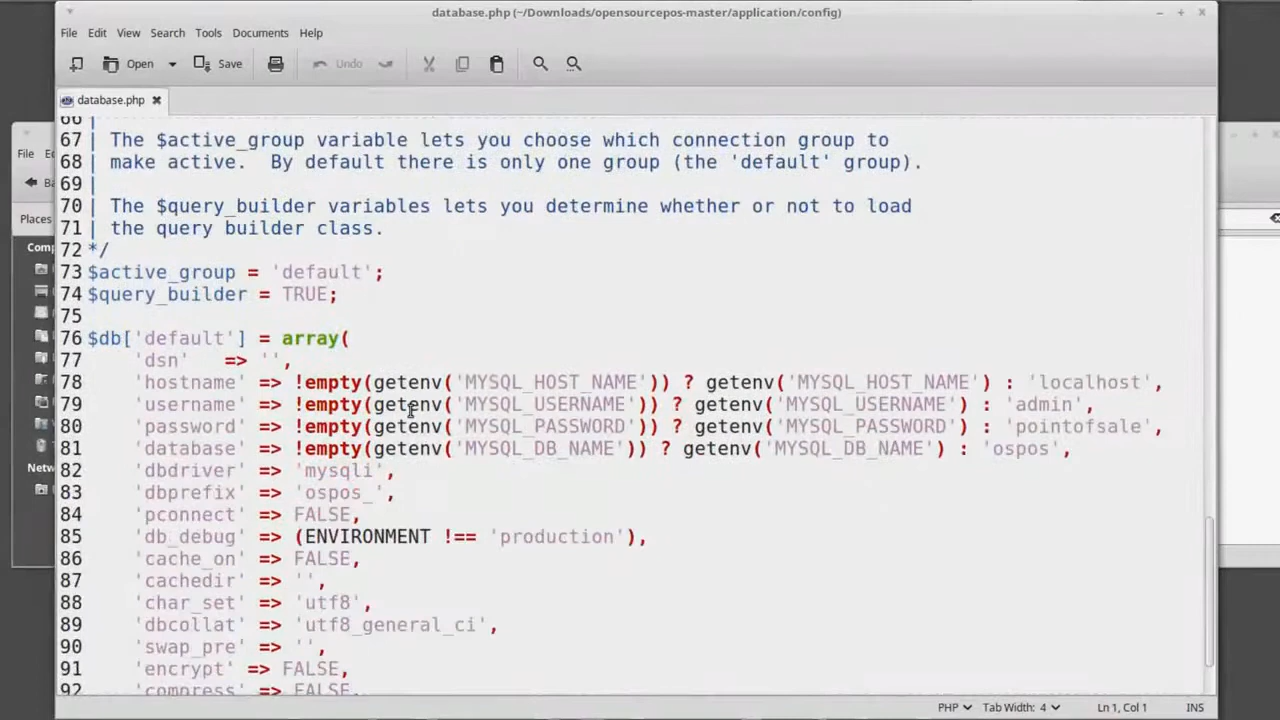 database.php (~/Downloads/opensourcepos-master/application/config)
File Edit View Search Tools Documents Help
Open Save Undo
database.php
File
Places
66 |
67 | The $active_group variable lets you choose which connection group to
68 | make active.  By default there is only one group (the 'default' group).
69 |
70 | The $query_builder variables lets you determine whether or not to load
71 | the query builder class.
72 */
73 $active_group = 'default';
74 $query_builder = TRUE;
75
76 $db['default'] = array(
77 'dsn'   => '',
78 'hostname' => !empty(getenv('MYSQL_HOST_NAME')) ? getenv('MYSQL_HOST_NAME') : 'localhost',
79 'username' => !empty(getenv('MYSQL_USERNAME')) ? getenv('MYSQL_USERNAME') : 'admin',
80 'password' => !empty(getenv('MYSQL_PASSWORD')) ? getenv('MYSQL_PASSWORD') : 'pointofsale',
81 'database' => !empty(getenv('MYSQL_DB_NAME')) ? getenv('MYSQL_DB_NAME') : 'ospos',
82 'dbdriver' => 'mysqli',
83 'dbprefix' => 'ospos_',
84 'pconnect' => FALSE,
85 'db_debug' => (ENVIRONMENT !== 'production'),
86 'cache_on' => FALSE,
87 'cachedir' => '',
88 'char_set' => 'utf8',
89 'dbcollat' => 'utf8_general_ci',
90 'swap_pre' => '',
91 'encrypt' => FALSE,
92 'compress' => FALSE,
PHP Tab Width: 4 Ln 1, Col 1 INS